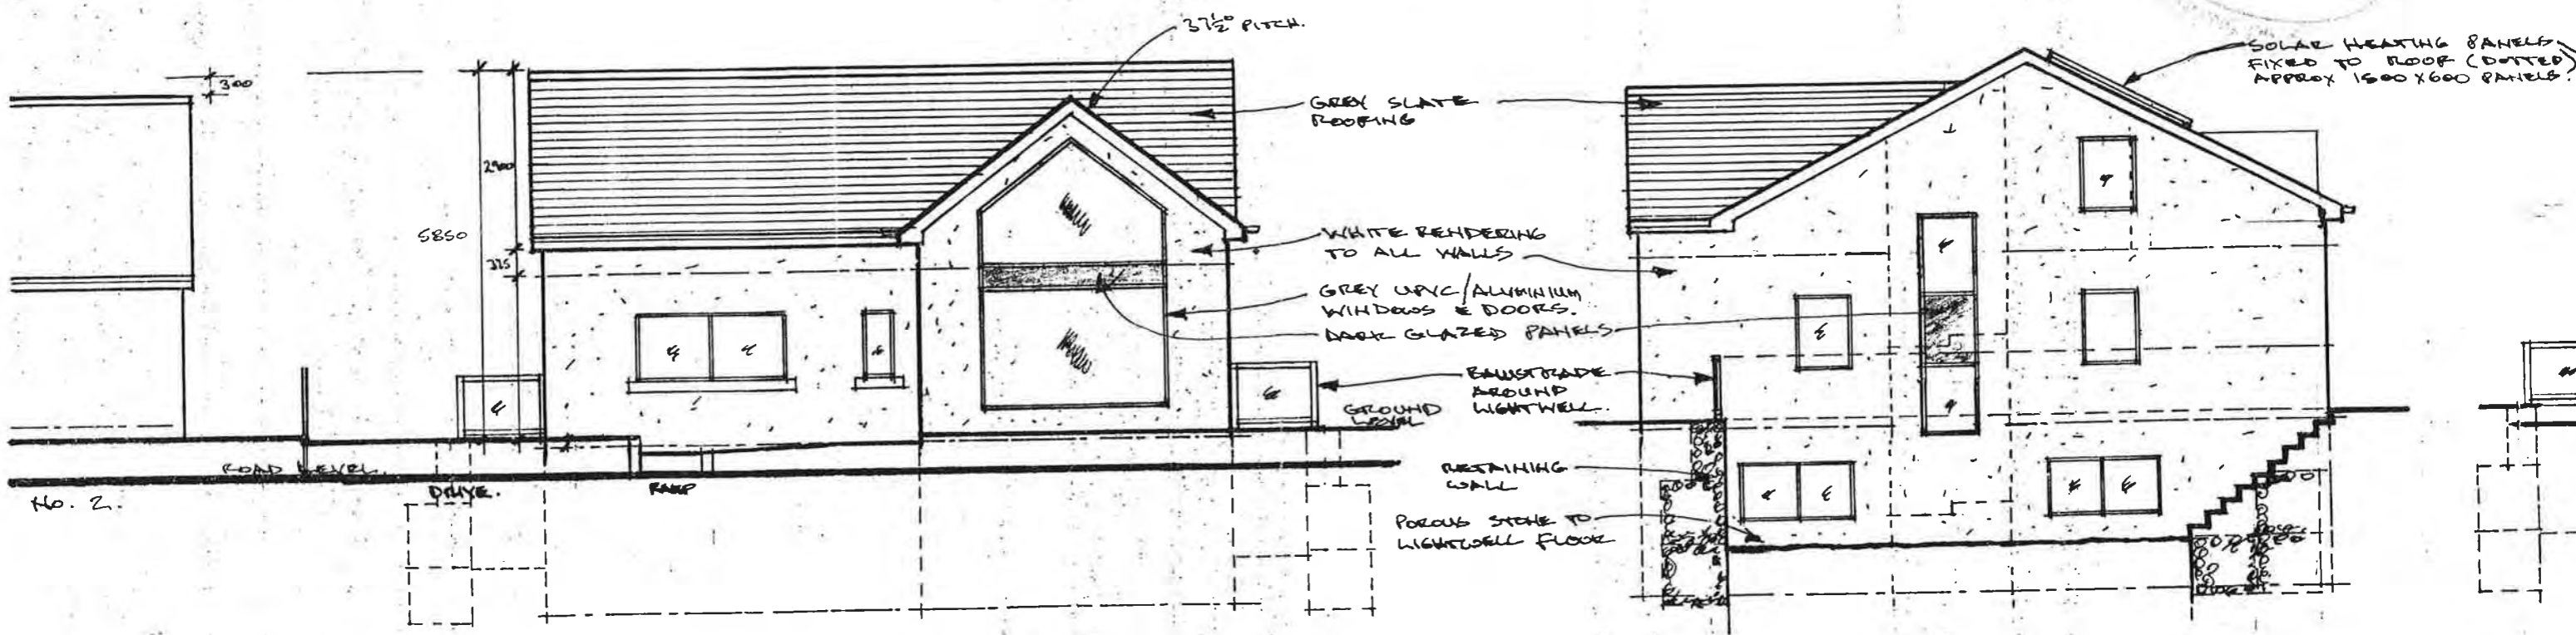 37½° PITCH.
SOLAR HEATING PANELS
FIXED TO ROOF (DOTTED)
APPROX 1500 X 600 PANELS.
300
GREY SLATE
ROOFING
2900
5850
WHITE RENDERING
TO ALL WALLS
GREY UPVC/ALUMINIUM
WINDOWS & DOORS.
DARK GLAZED PANELS
BALUSTRADE
AROUND
LIGHTWELL.
GROUND
LEVEL
ROAD LEVEL.
RETAINING
WALL
No. 2.
DRIVE.
RAMP
POROUS STONE TO
LIGHTWELL FLOOR